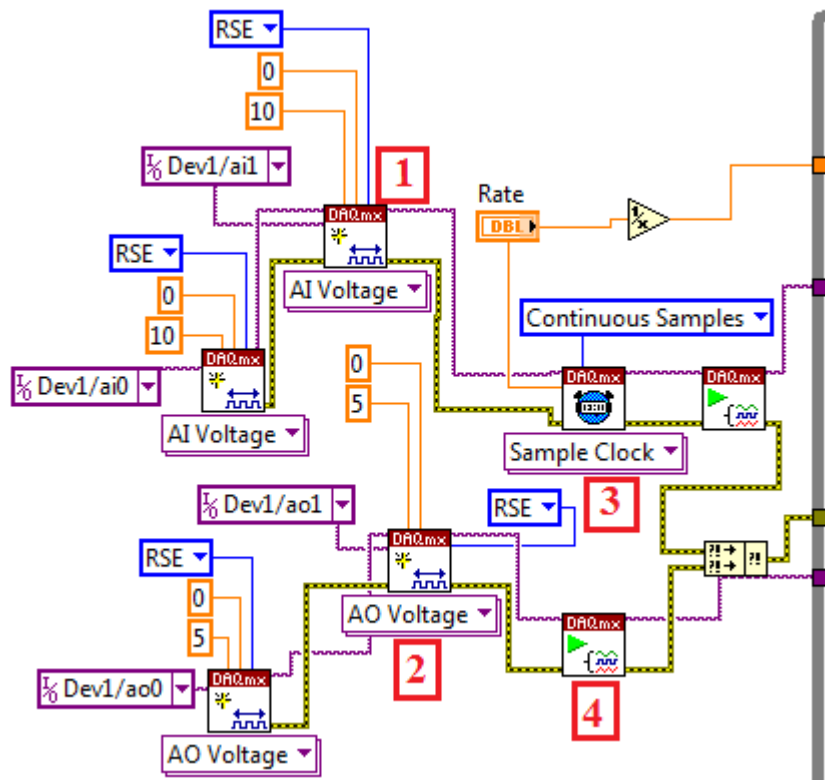 RSE
0
10
I/O Dev1/ai1
1
DAQmx
AI Voltage
Rate
DBL
1/x
RSE
0
10
I/O Dev1/ai0
DAQmx
AI Voltage
Continuous Samples
DAQmx
Sample Clock
3
DAQmx
0
5
I/O Dev1/ao1
RSE
DAQmx
AO Voltage
2
?!
?!
?!
RSE
0
5
I/O Dev1/ao0
DAQmx
AO Voltage
DAQmx
4